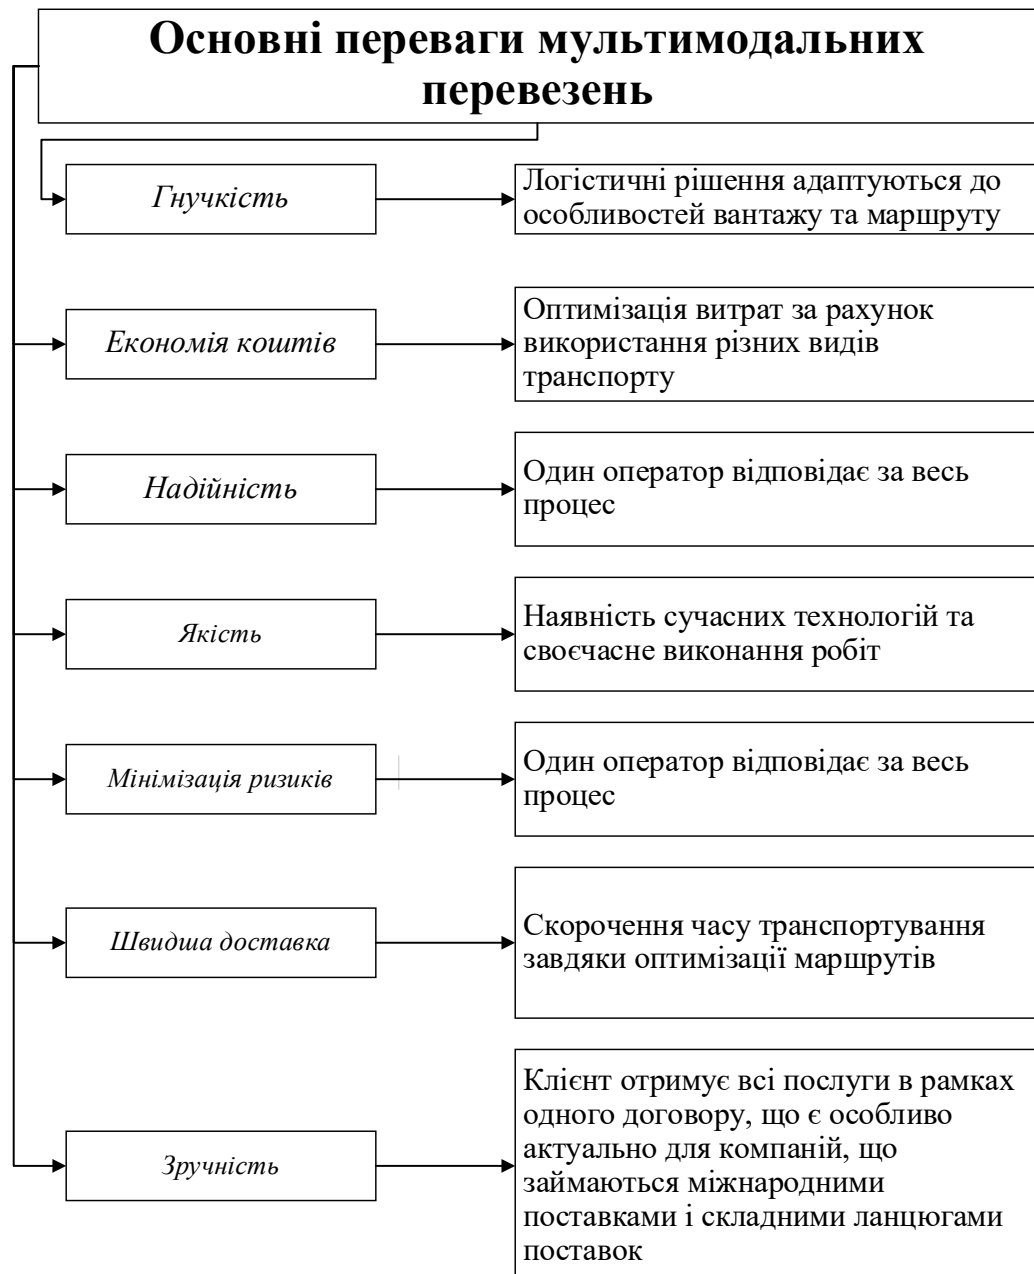 Основні переваги мультимодальних
перевезень
Гнучкість
Логістичні рішення адаптуються до
особливостей вантажу та маршруту
Економія коштів
Оптимізація витрат за рахунок
використання різних видів
транспорту
Надійність
Один оператор відповідає за весь
процес
Якість
Наявність сучасних технологій та
своєчасне виконання робіт
Мінімізація ризиків
Один оператор відповідає за весь
процес
Швидша доставка
Скорочення часу транспортування
завдяки оптимізації маршрутів
Зручність
Клієнт отримує всі послуги в рамках
одного договору, що є особливо
актуально для компаній, що
займаються міжнародними
поставками і складними ланцюгами
поставок